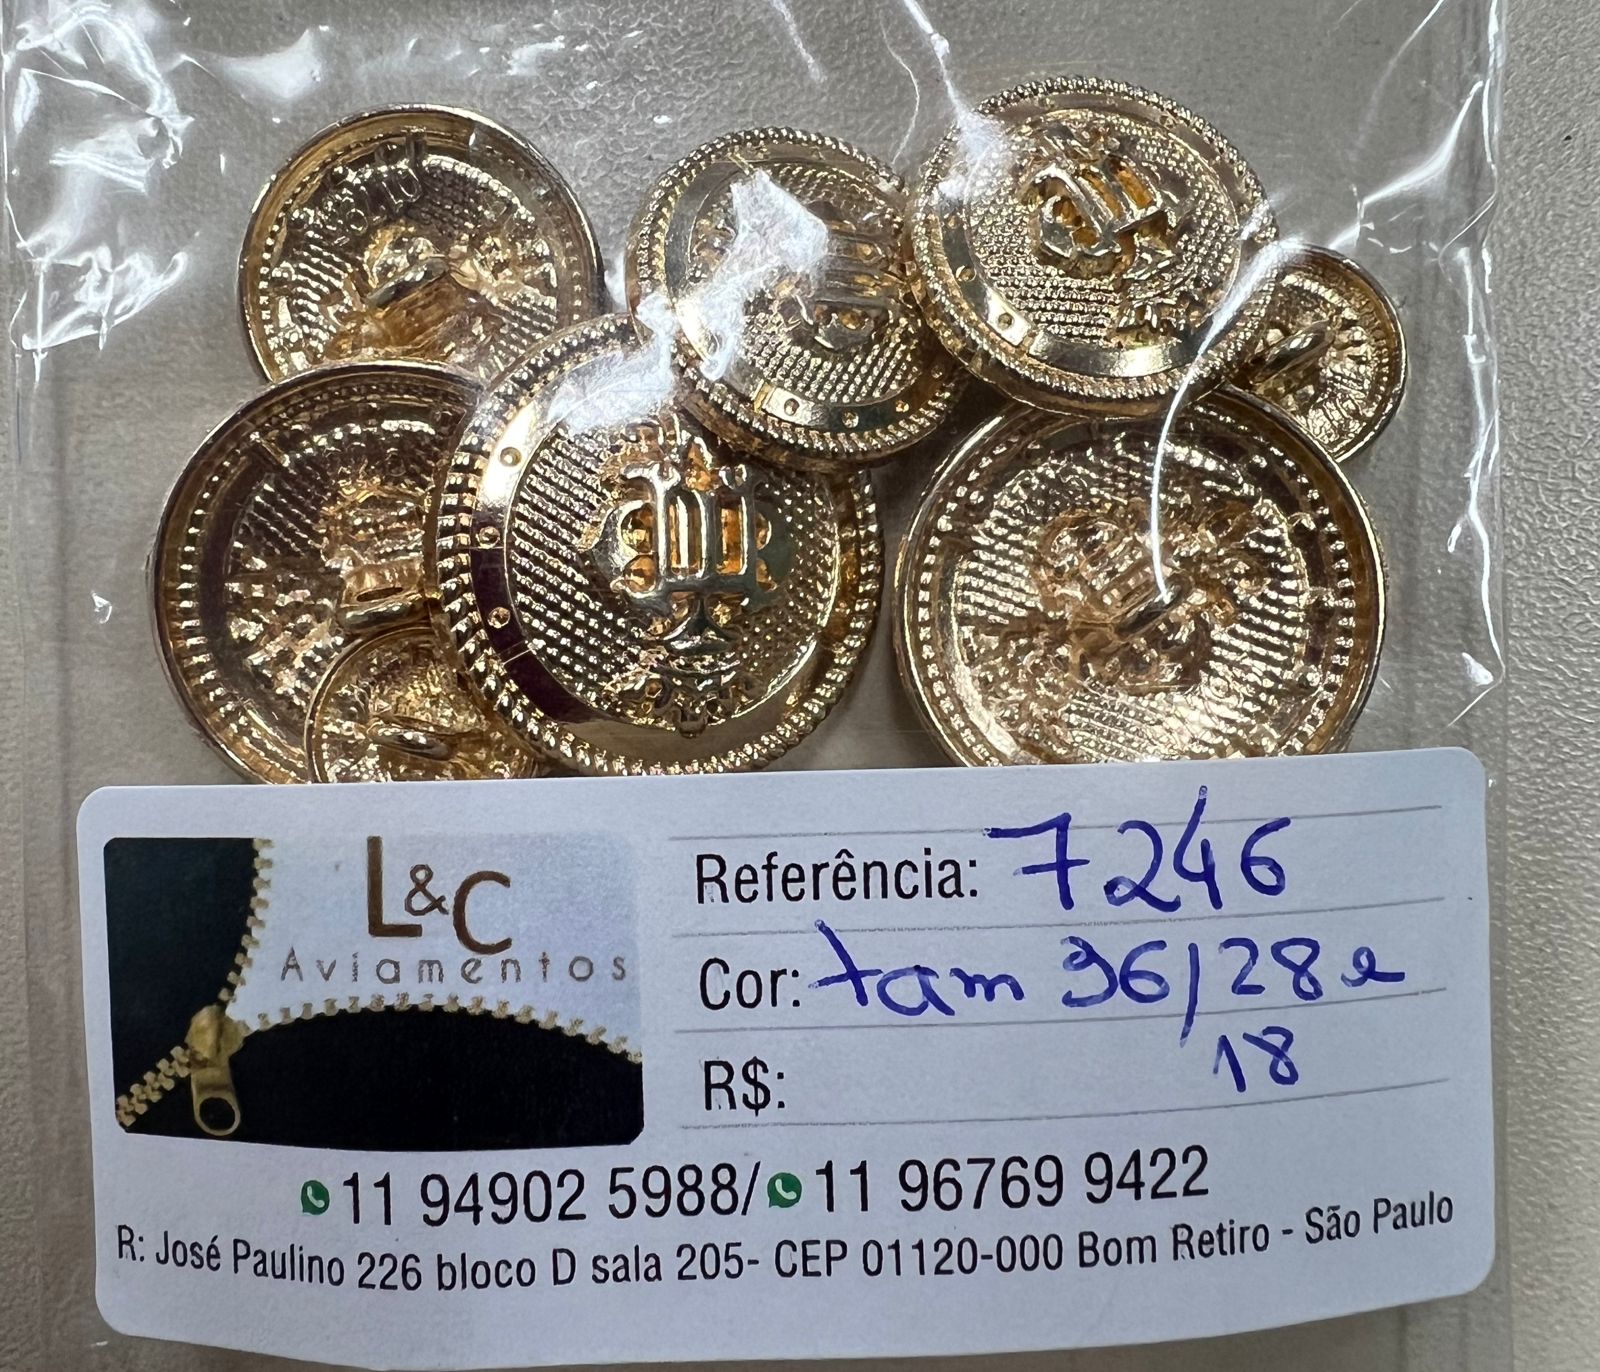 L&C
Aviamentos
Referência: 7246
Cor: tam 36/28 e
18
R$:
11 94902 5988/ 11 96769 9422
R: José Paulino 226 bloco D sala 205- CEP 01120-000 Bom Retiro - São Paulo